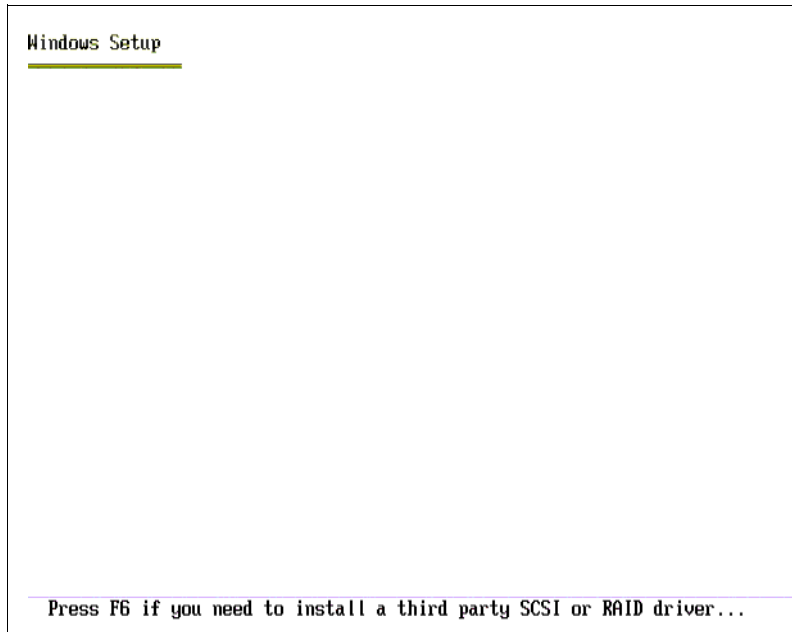 Windows Setup
Press F6 if you need to install a third party SCSI or RAID driver...